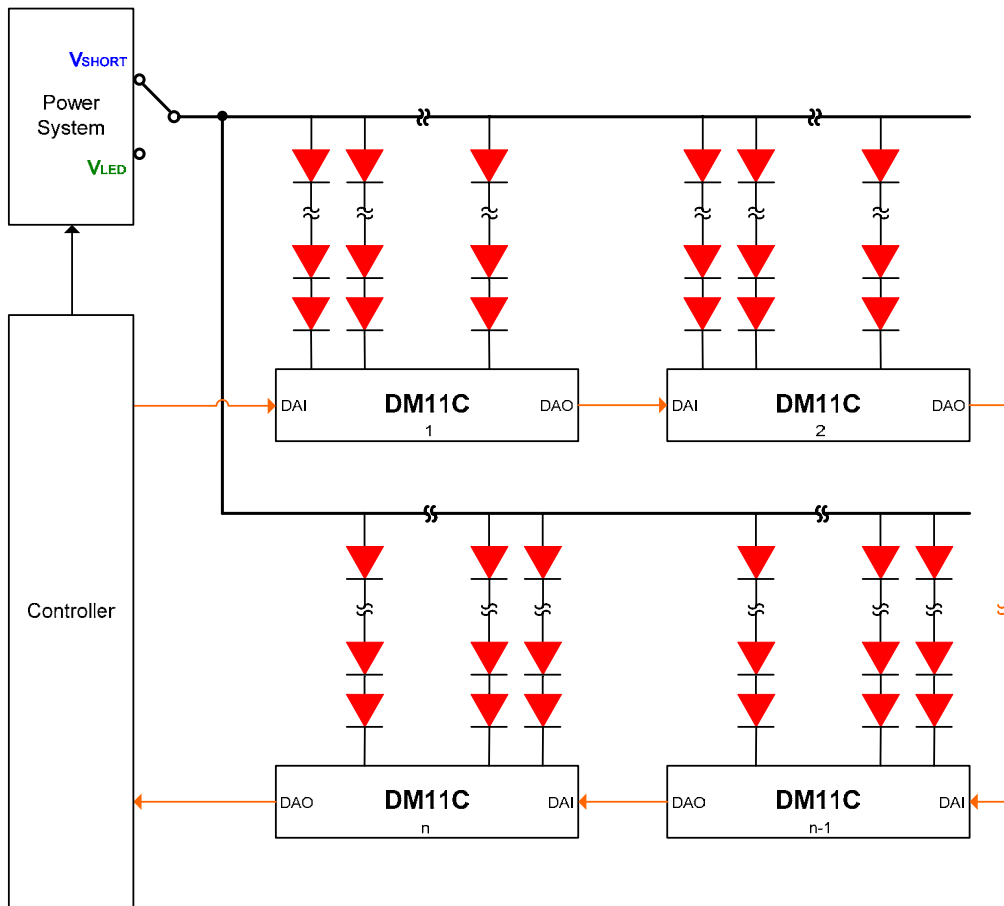 VSHORT
Power
System
VLED
DAI
DM11C
DAO
1
DAI
DM11C
DAO
2
Controller
DAO
DM11C
DAI
n
DAO
DM11C
DAI
n-1